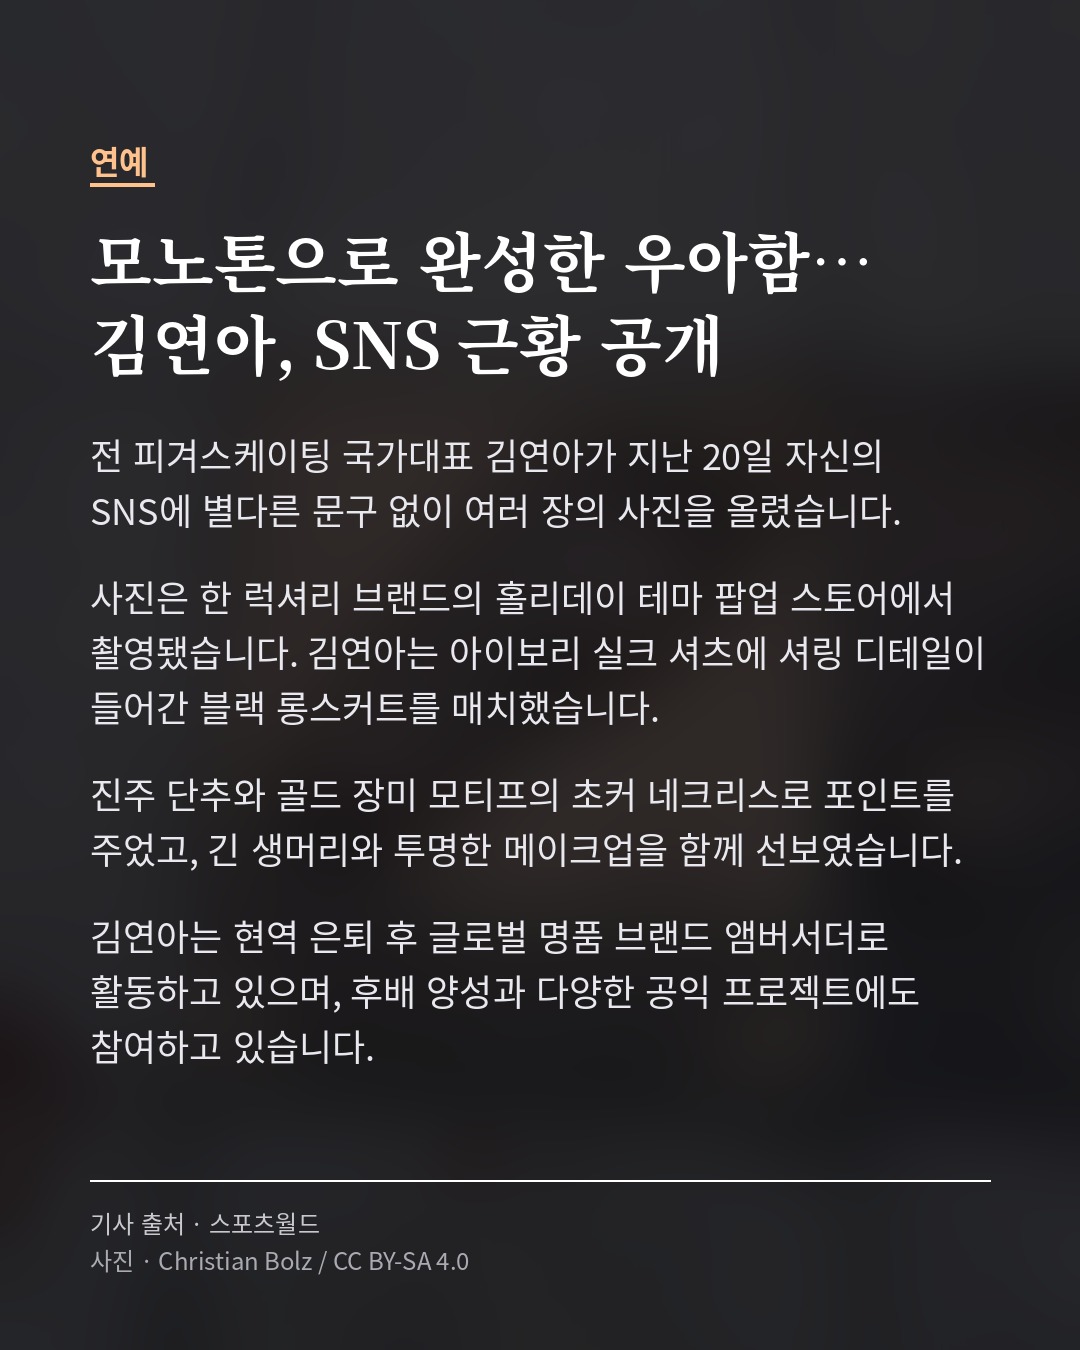 연예
모노톤으로 완성한 우아함⋯
김연아, SNS 근황 공개
전 피겨스케이팅 국가대표 김연아가 지난 20일 자신의
SNS에 별다른 문구 없이 여러 장의 사진을 올렸습니다.
사진은 한 럭셔리 브랜드의 홀리데이 테마 팝업 스토어에서
촬영됐습니다. 김연아는 아이보리 실크 셔츠에 셔링 디테일이
들어간 블랙 롱스커트를 매치했습니다.
진주 단추와 골드 장미 모티프의 초커 네크리스로 포인트를
주었고, 긴 생머리와 투명한 메이크업을 함께 선보였습니다.
김연아는 현역 은퇴 후 글로벌 명품 브랜드 앰버서더로
활동하고 있으며, 후배 양성과 다양한 공익 프로젝트에도
참여하고 있습니다.
기사 출처 · 스포츠월드
사진 · Christian Bolz / CC BY-SA 4.0